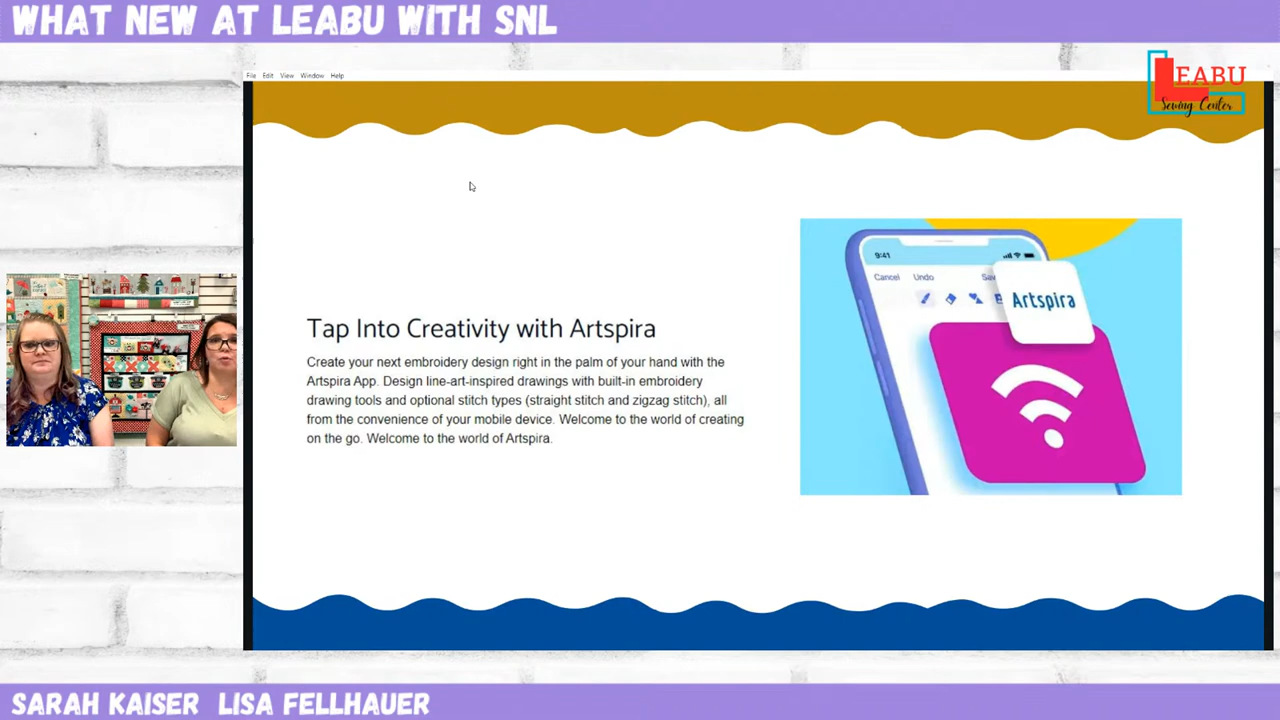 WHAT NEW AT LEABU WITH SNL
File Edit View Window Help
LEABU
Sewing Center
9:41
Cancel Undo
Artspira
Tap Into Creativity with Artspira
Create your next embroidery design right in the palm of your hand with the
Artspira App. Design line-art-inspired drawings with built-in embroidery
drawing tools and optional stitch types (straight stitch and zigzag stitch), all
from the convenience of your mobile device. Welcome to the world of creating
on the go. Welcome to the world of Artspira.
SARAH KAISER LISA FELLHAUER